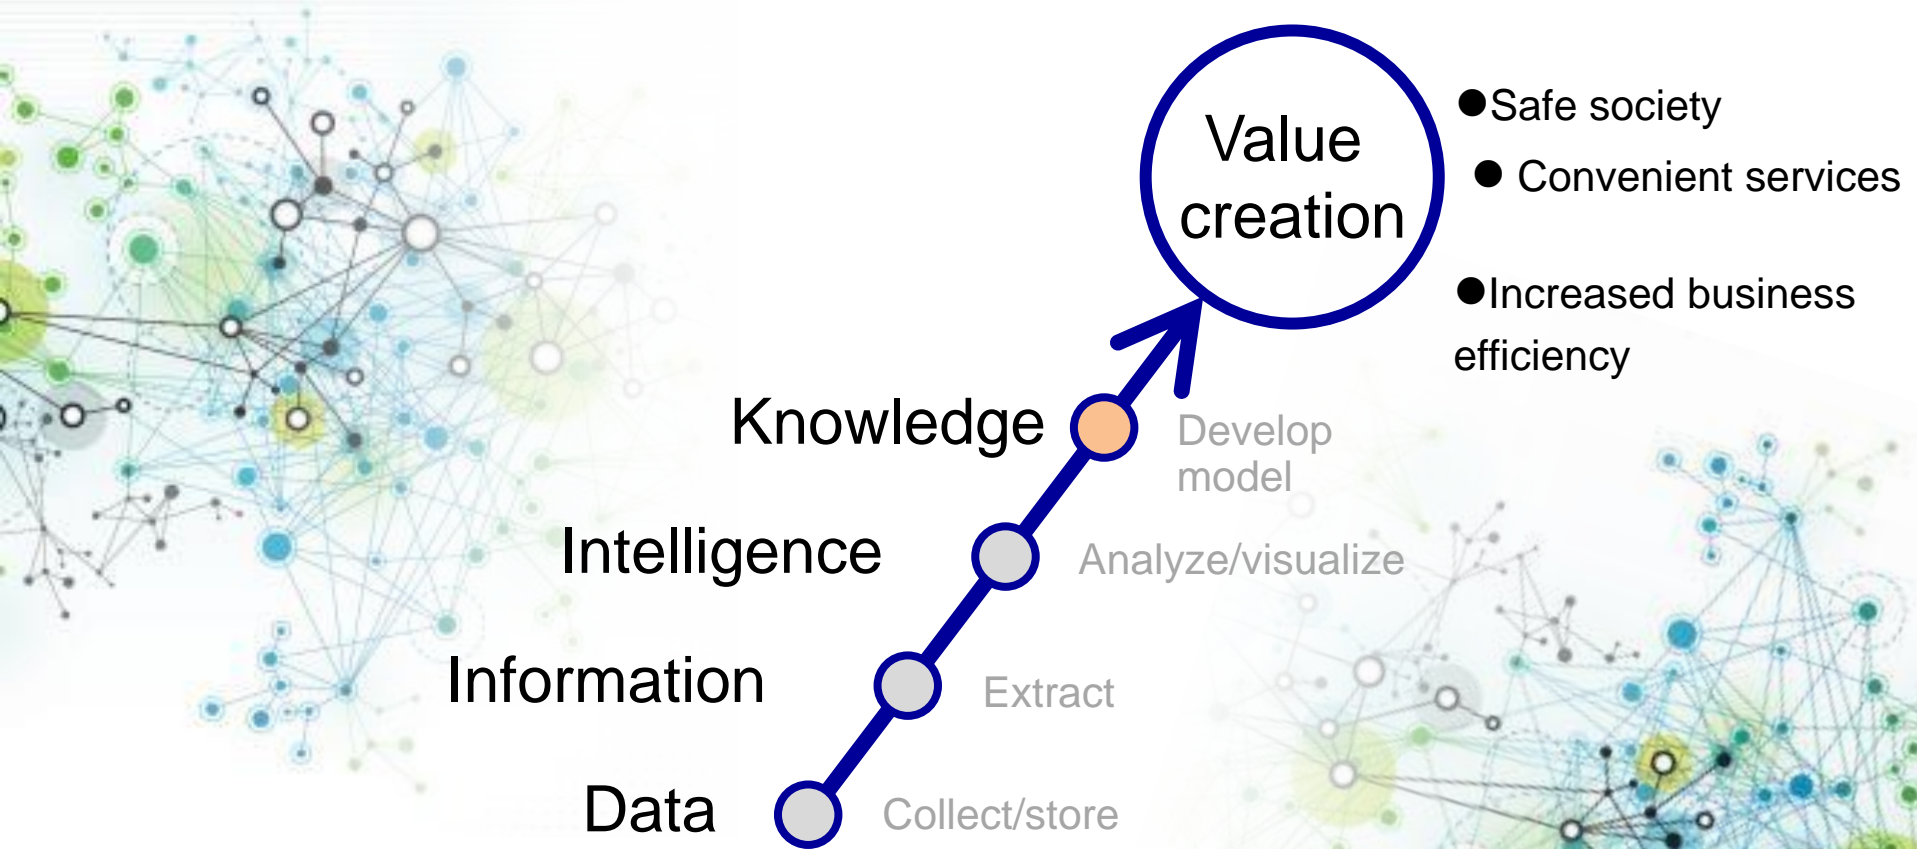 Value
creation
●Safe society
● Convenient services
●Increased business
efficiency
Knowledge
Develop
model
Intelligence
Analyze/visualize
Information
Extract
Data
Collect/store